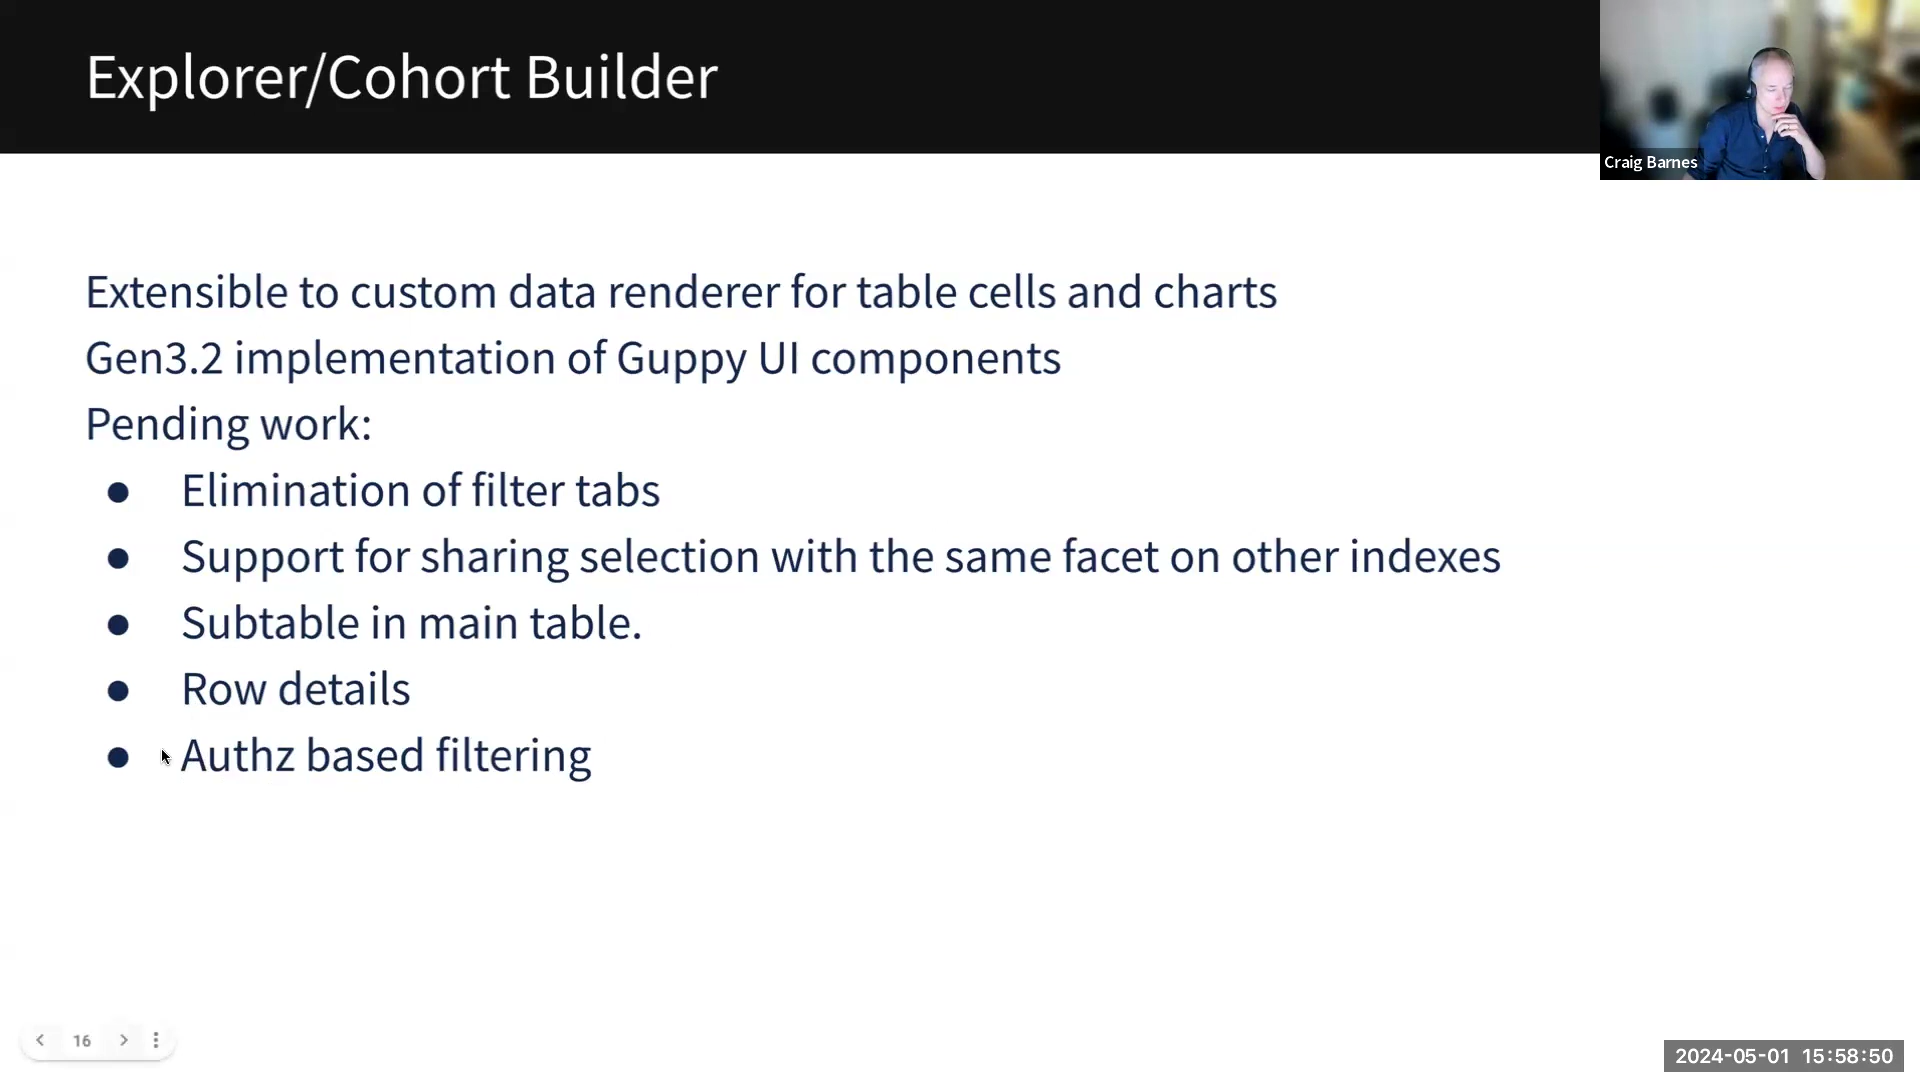 Explorer/Cohort Builder
Craig Barnes
Extensible to custom data renderer for table cells and charts
Gen3.2 implementation of Guppy UI components
Pending work:
● Elimination of filter tabs
● Support for sharing selection with the same facet on other indexes
● Subtable in main table.
● Row details
● Authz based filtering
16
2024-05-01 15:58:50